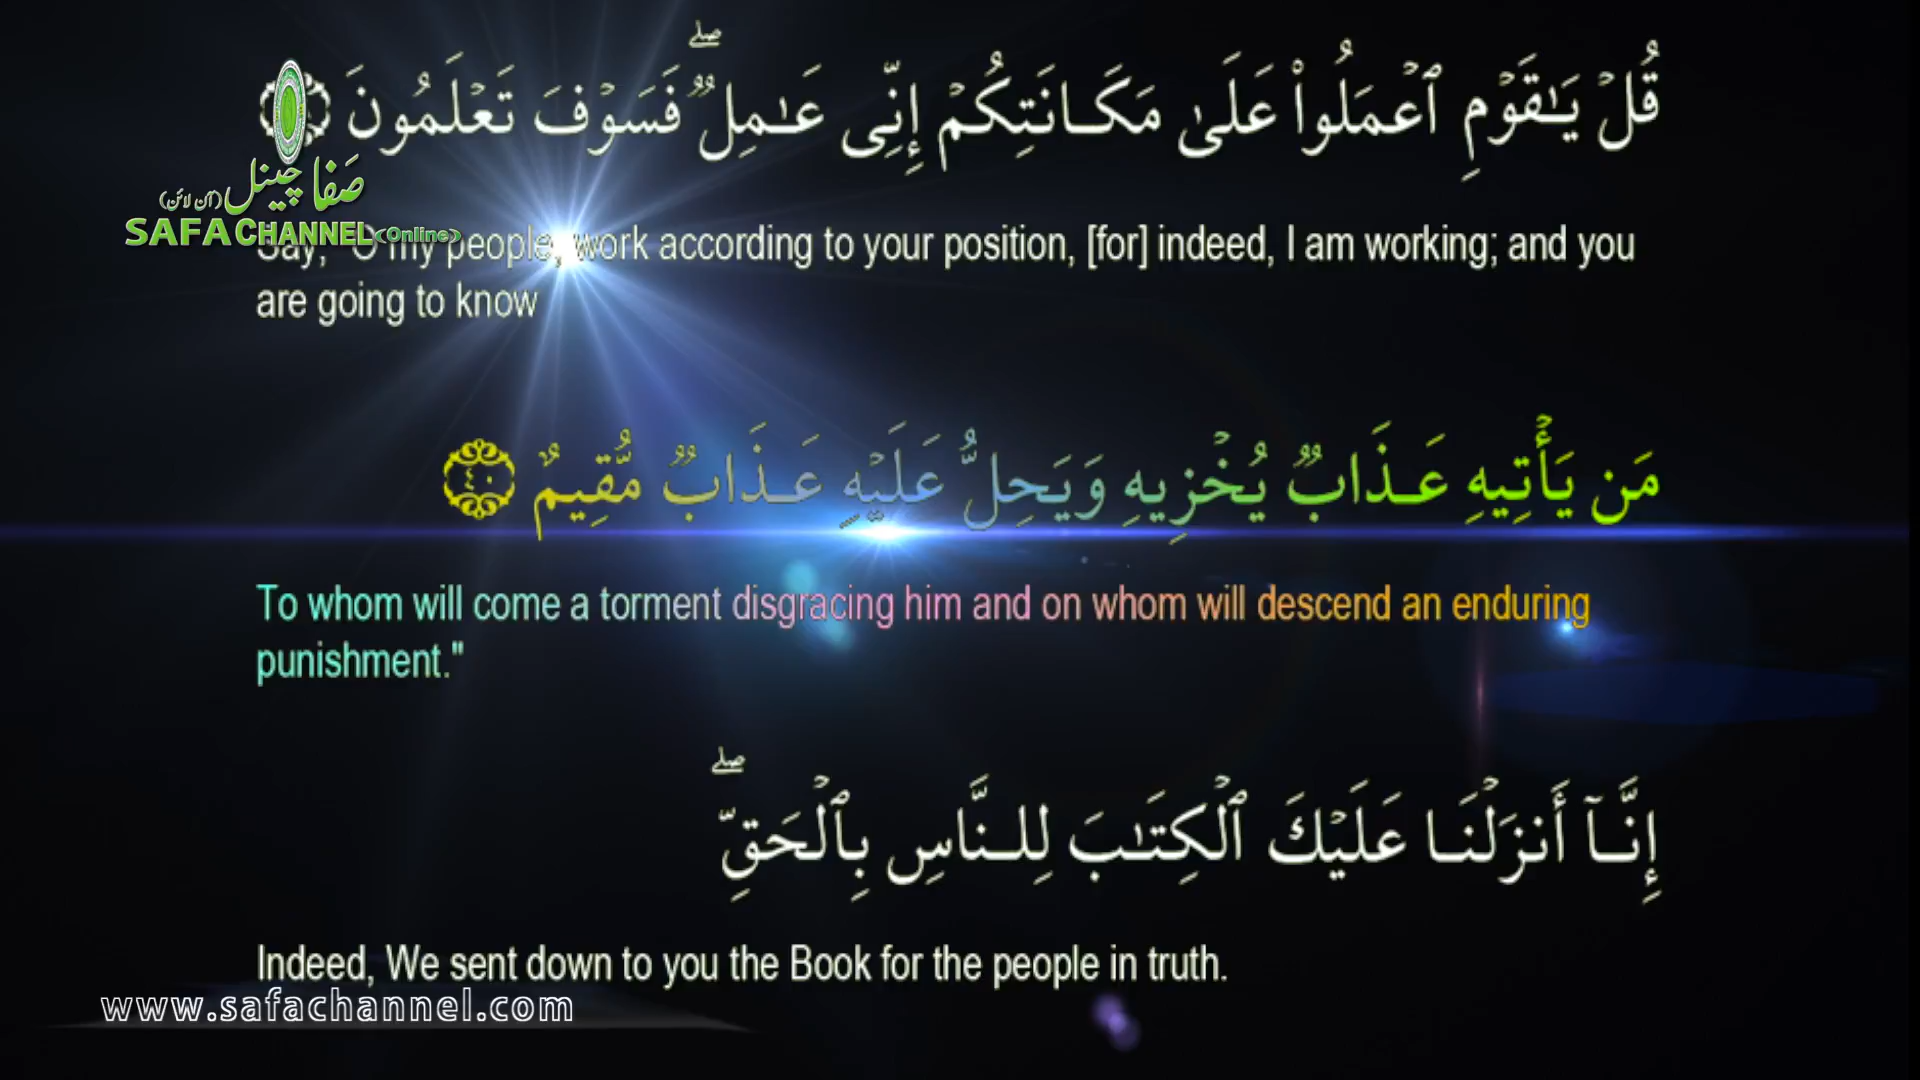 قُلْ يَـٰقَوْمِ ٱعْمَلُوا۟ عَلَىٰ مَكَانَتِكُمْ إِنِّى عَـٰمِلٌ ۖ فَسَوْفَ تَعْلَمُونَ
صفا چینل (آن لائن)
SAFA CHANNEL (Online)
Say, "O my people, work according to your position, [for] indeed, I am working; and you
are going to know
مَن يَأْتِيهِ عَذَابٌ يُخْزِيهِ وَيَحِلُّ عَلَيْهِ عَذَابٌ مُّقِيمٌ ٤٠
To whom will come a torment disgracing him and on whom will descend an enduring
punishment."
إِنَّآ أَنزَلْنَا عَلَيْكَ ٱلْكِتَـٰبَ لِلنَّاسِ بِٱلْحَقِّ ۖ
Indeed, We sent down to you the Book for the people in truth.
www.safachannel.com